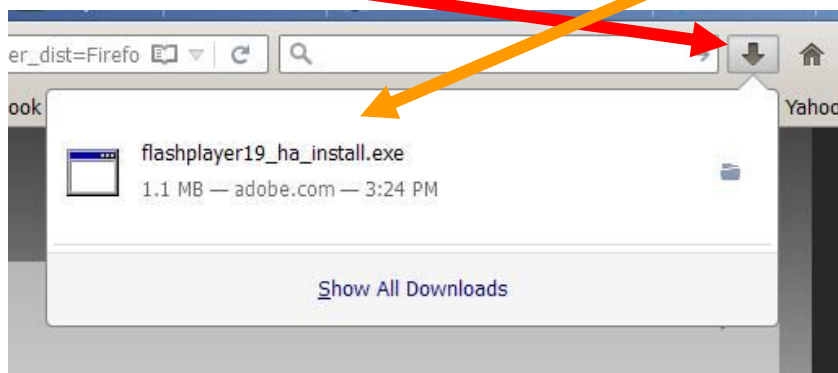 er_dist=Firefo
ook
Yahoo
flashplayer19_ha_install.exe
1.1 MB — adobe.com — 3:24 PM
Show All Downloads